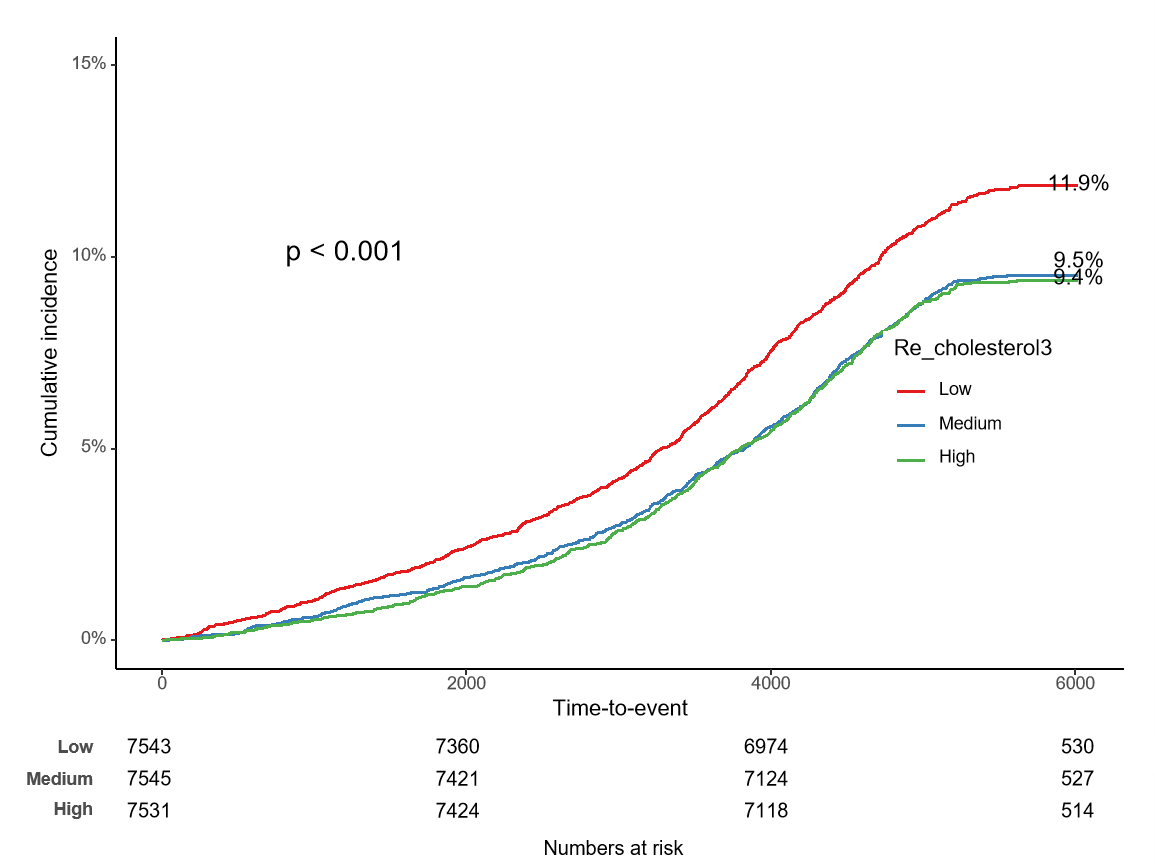 15%
10%
5%
0%
Cumulative incidence
p < 0.001
11.9%
9.5%
9.4%
Re_cholesterol3
Low
Medium
High
0 2000 4000 6000
Time-to-event
Low 7543 7360 6974 530
Medium 7545 7421 7124 527
High 7531 7424 7118 514
Numbers at risk